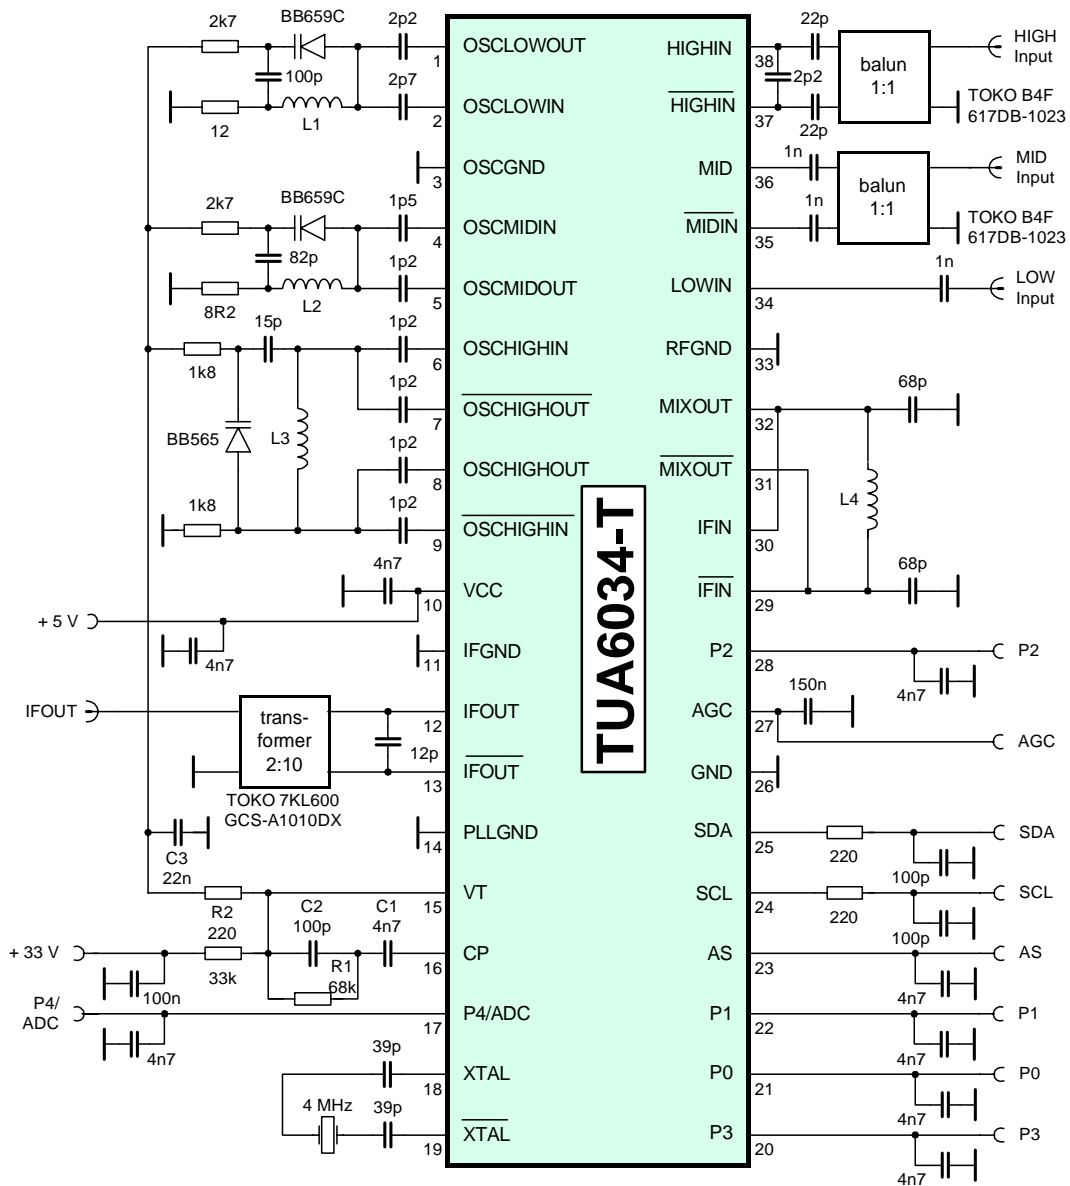 2k7
BB659C
2p2
1
OSCLOWOUT
100p
2p7
12
L1
2
OSCLOWIN
3
OSCGND
2k7
BB659C
1p5
4
OSCMIDIN
82p
1p2
8R2
L2
5
OSCMIDOUT
15p
1p2
6
OSCHIGHIN
1k8
1p2
7
OSCHIGHOUT
BB565
L3
1p2
8
OSCHIGHOUT
1k8
1p2
9
OSCHIGHIN
4n7
10
VCC
+ 5 V
4n7
11
IFGND
IFOUT
trans-
former
2:10
12
IFOUT
12p
13
IFOUT
TOKO 7KL600
GCS-A1010DX
14
PLLGND
C3
22n
15
VT
R2
220
C2
100p
C1
4n7
+ 33 V
33k
16
CP
R1
68k
100n
P4/
ADC
17
P4/ADC
4n7
39p
18
XTAL
4 MHz
39p
19
XTAL
TUA6034-T
HIGHIN
38
22p
2p2
balun
1:1
HIGH
Input
HIGHIN
37
22p
TOKO B4F
617DB-1023
MID
36
1n
balun
1:1
MID
Input
MIDIN
35
1n
TOKO B4F
617DB-1023
LOWIN
34
1n
LOW
Input
RFGND
33
MIXOUT
32
68p
MIXOUT
31
L4
IFIN
30
68p
IFIN
29
P2
28
4n7
P2
AGC
27
150n
AGC
GND
26
SDA
25
220
100p
SDA
SCL
24
220
100p
SCL
AS
23
4n7
AS
P1
22
4n7
P1
P0
21
4n7
P0
P3
20
4n7
P3